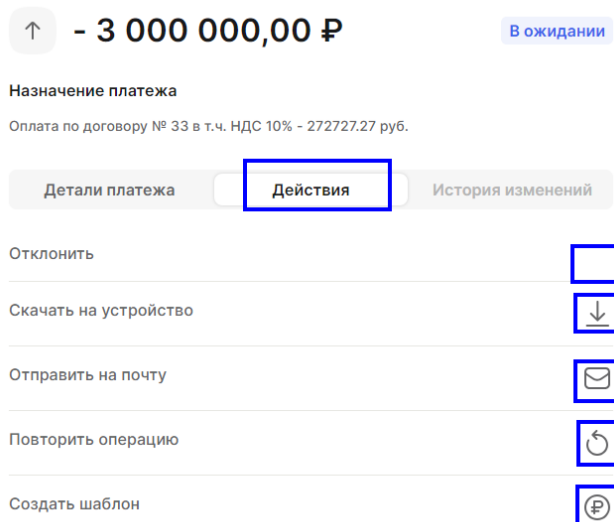 - 3 000 000,00 ₽
В ожидании
Назначение платежа
Оплата по договору № 33 в т.ч. НДС 10% - 272727.27 руб.
Детали платежа
Действия
История изменений
Отклонить
Скачать на устройство
Отправить на почту
Повторить операцию
Создать шаблон